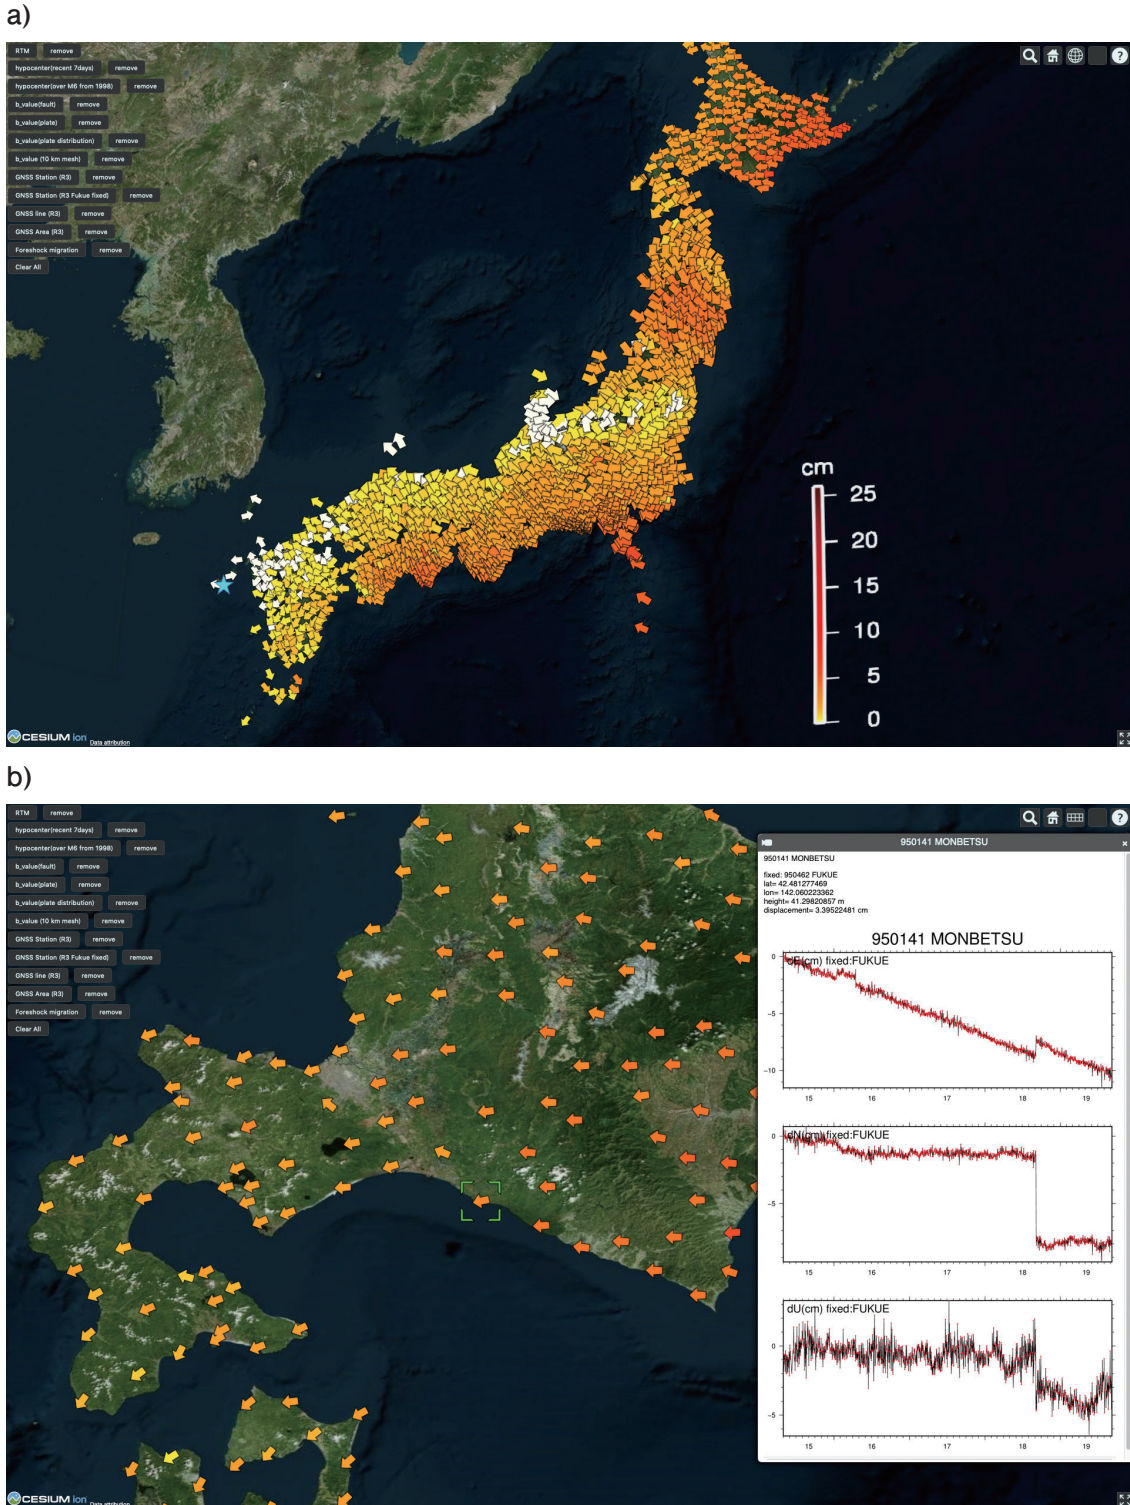 a)
RTM remove
hypocenter(recent 7days) remove
hypocenter(over M6 from 1998) remove
b_value(fault) remove
b_value(plate) remove
b_value(plate distribution) remove
b_value (10 km mesh) remove
GNSS Station (R3) remove
GNSS Station (R3 Fukue fixed) remove
GNSS line (R3) remove
GNSS Area (R3) remove
Foreshock migration remove
Clear All
?
cm
25
20
15
10
5
0
CESIUM ion Data attribution
b)
RTM remove
hypocenter(recent 7days) remove
hypocenter(over M6 from 1998) remove
b_value(fault) remove
b_value(plate) remove
b_value(plate distribution) remove
b_value (10 km mesh) remove
GNSS Station (R3) remove
GNSS Station (R3 Fukue fixed) remove
GNSS line (R3) remove
GNSS Area (R3) remove
Foreshock migration remove
Clear All
?
950141 MONBETSU ×
950141 MONBETSU
fixed: 950462 FUKUE
lat= 42.481277469
lon= 142.060223362
height= 41.29820857 m
displacement= 3.39522481 cm
950141 MONBETSU
dE(cm) fixed:FUKUE
0
−5
−10
15 16 17 18 19
dN(cm) fixed:FUKUE
0
−5
15 16 17 18 19
dU(cm) fixed:FUKUE
0
−5
15 16 17 18 19
CESIUM ion Data attribution